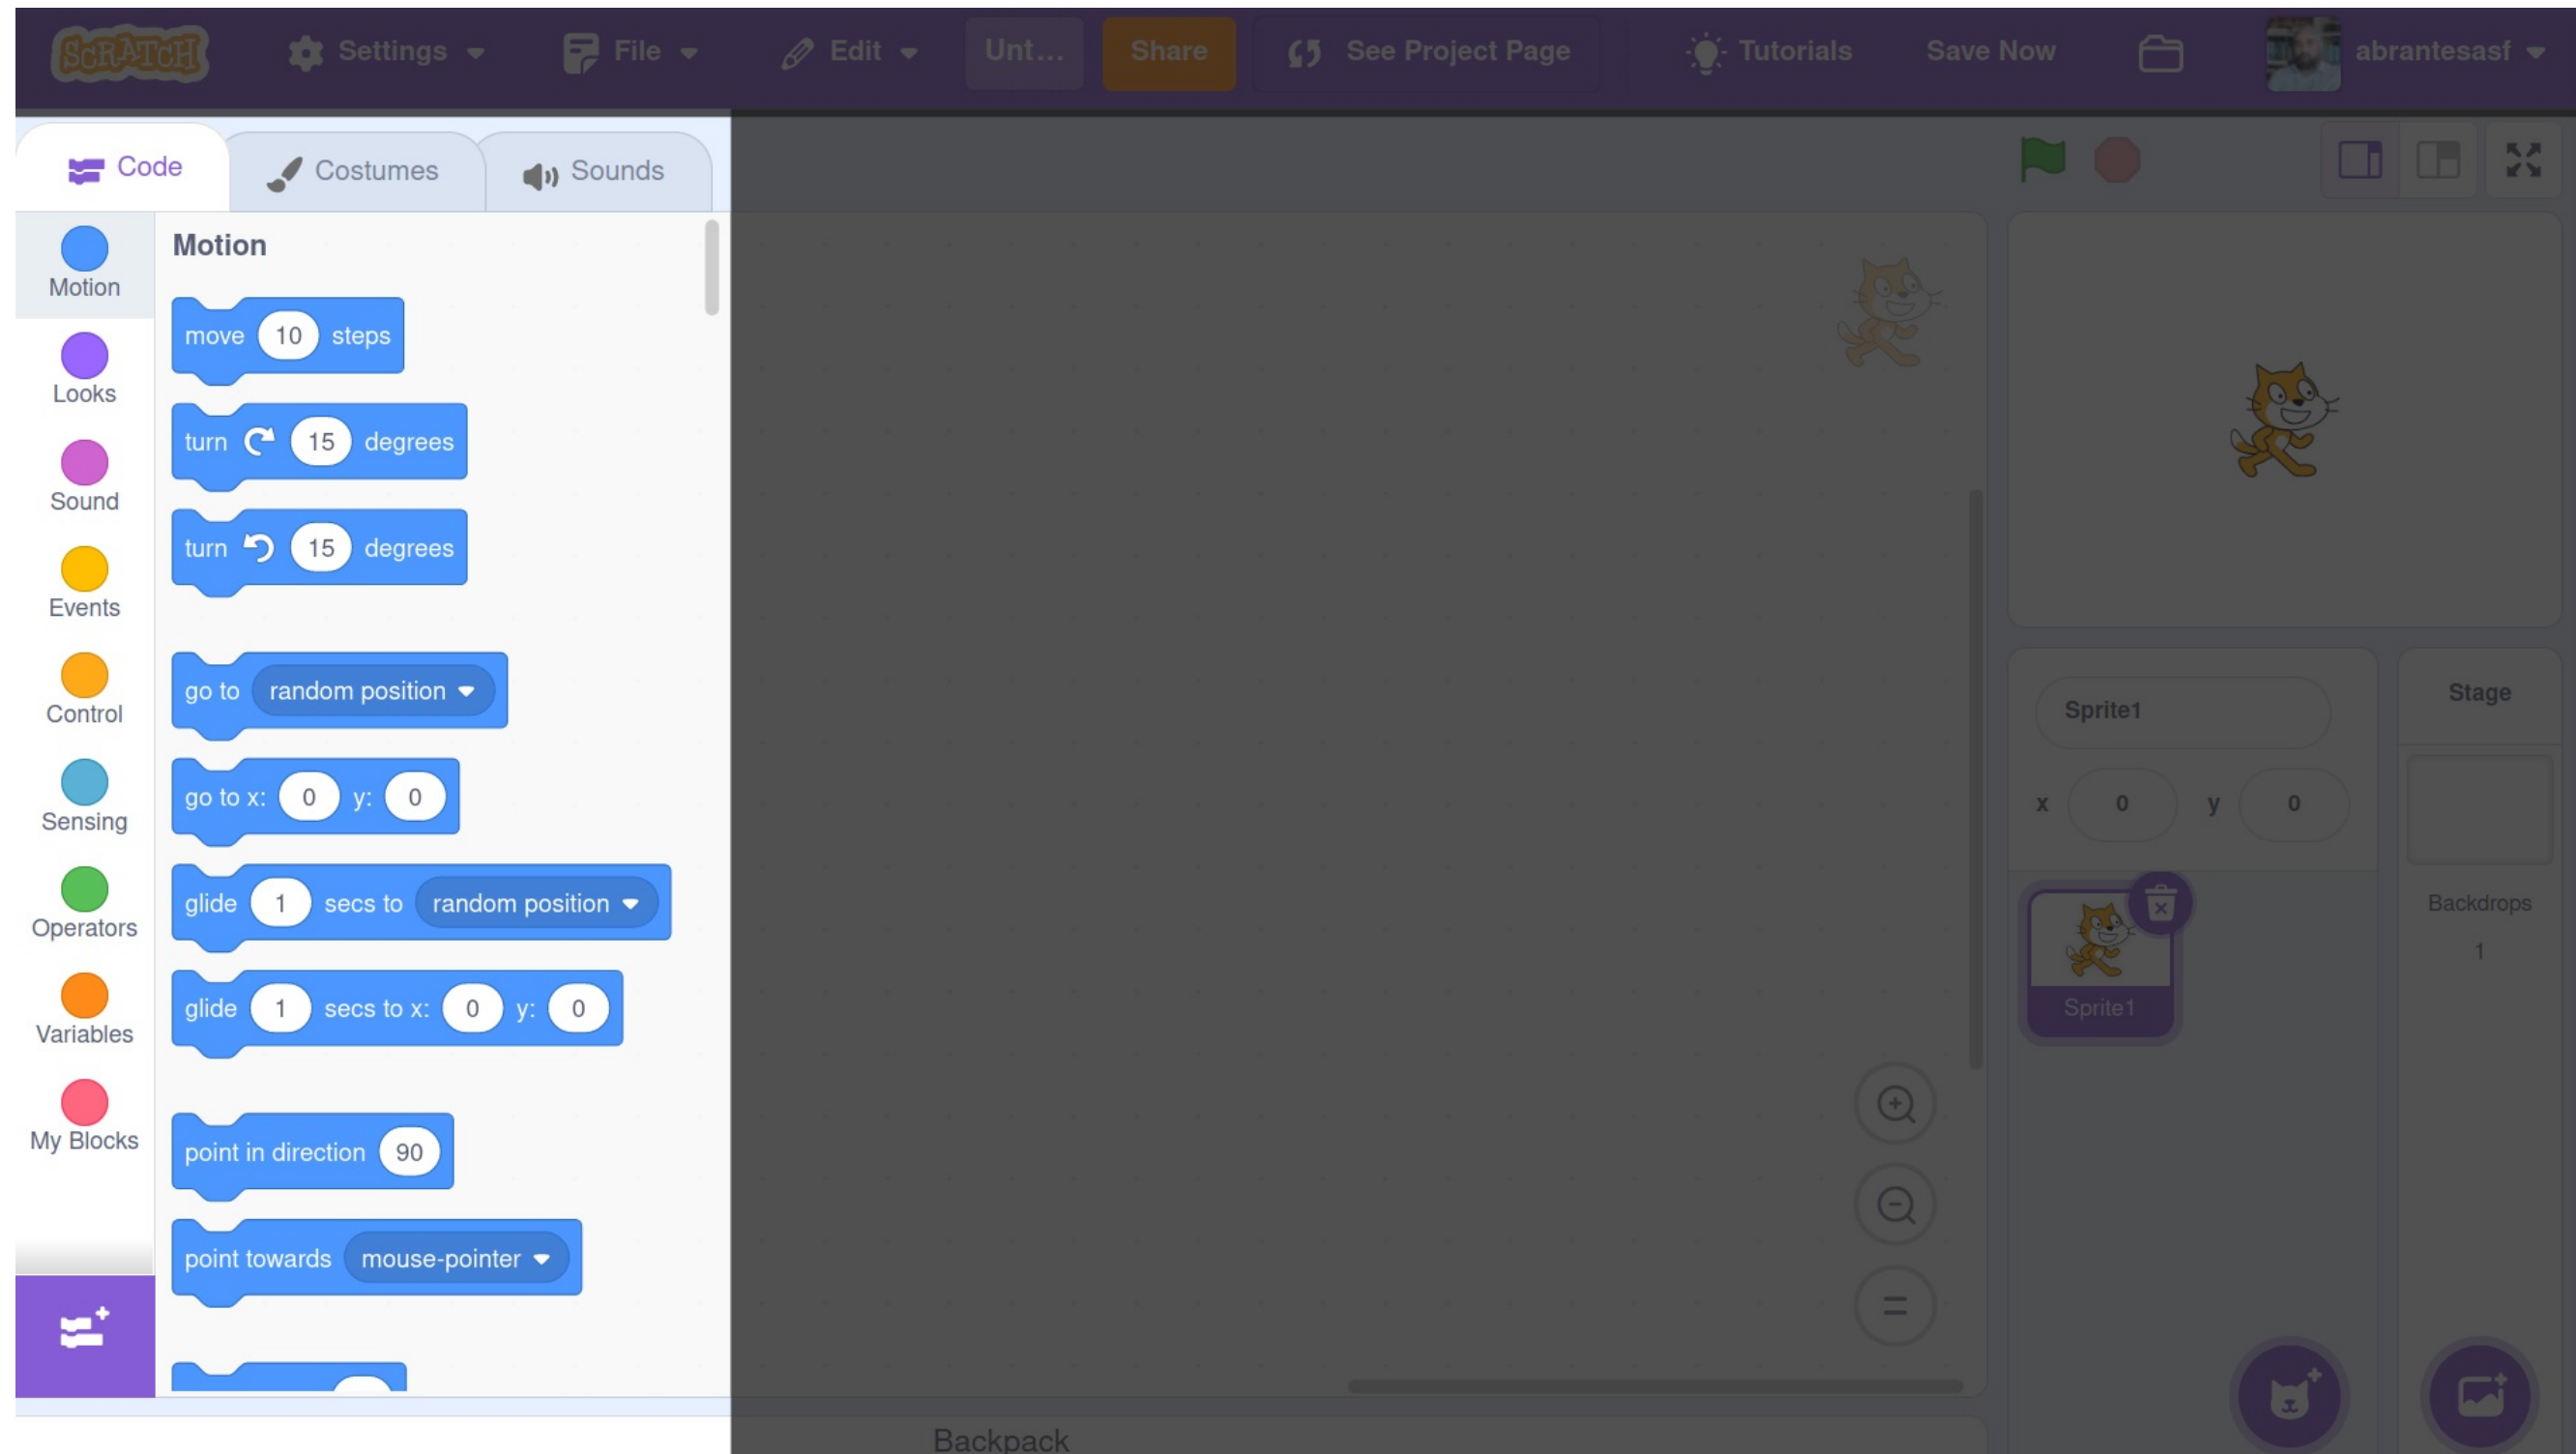 SCRATCH Settings File Edit Unt... Share See Project Page Tutorials Save Now abrantesasf
Code Costumes Sounds
Motion
Looks
Sound
Events
Control
Sensing
Operators
Variables
My Blocks
Motion
move 10 steps
turn 15 degrees
turn 15 degrees
go to random position
go to x: 0 y: 0
glide 1 secs to random position
glide 1 secs to x: 0 y: 0
point in direction 90
point towards mouse-pointer
Sprite1
x 0 y 0
Sprite1
Stage
Backdrops
1
Backpack